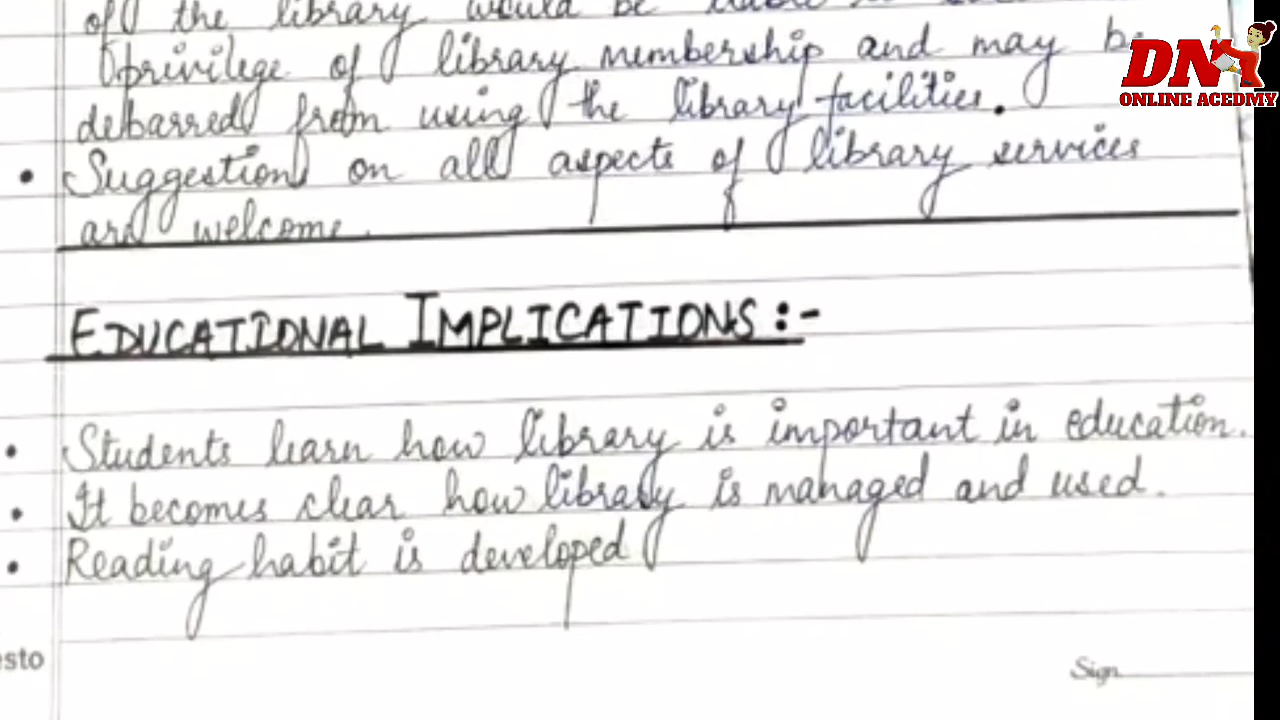 of the library would be
privilege of library membership and may be
debarred from using the library facilities.
• Suggestion on all aspects of library services
are welcome.
EDUCATIONAL IMPLICATIONS :-
• Students learn how library is important in education.
• It becomes clear how library is managed and used.
• Reading habit is developed
esto
Sign
DNY
ONLINE ACEDMY